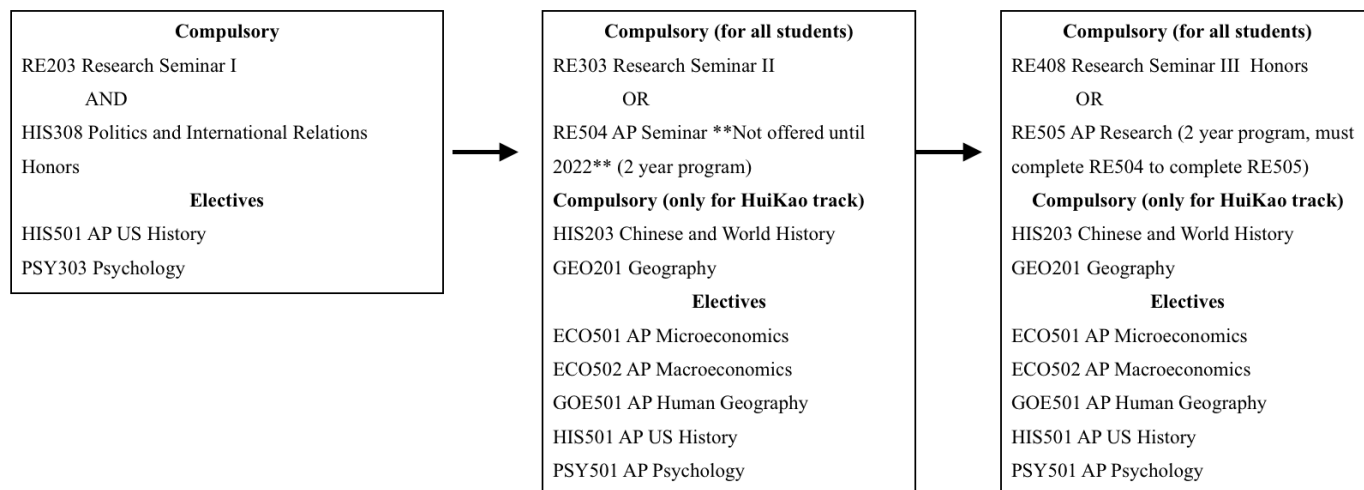 Compulsory
RE203 Research Seminar I
AND
HIS308 Politics and International Relations
Honors
Electives
HIS501 AP US History
PSY303 Psychology
Compulsory (for all students)
RE303 Research Seminar II
OR
RE504 AP Seminar **Not offered until
2022** (2 year program)
Compulsory (only for HuiKao track)
HIS203 Chinese and World History
GEO201 Geography
Electives
ECO501 AP Microeconomics
ECO502 AP Macroeconomics
GOE501 AP Human Geography
HIS501 AP US History
PSY501 AP Psychology
Compulsory (for all students)
RE408 Research Seminar III  Honors
OR
RE505 AP Research (2 year program, must
complete RE504 to complete RE505)
Compulsory (only for HuiKao track)
HIS203 Chinese and World History
GEO201 Geography
Electives
ECO501 AP Microeconomics
ECO502 AP Macroeconomics
GOE501 AP Human Geography
HIS501 AP US History
PSY501 AP Psychology